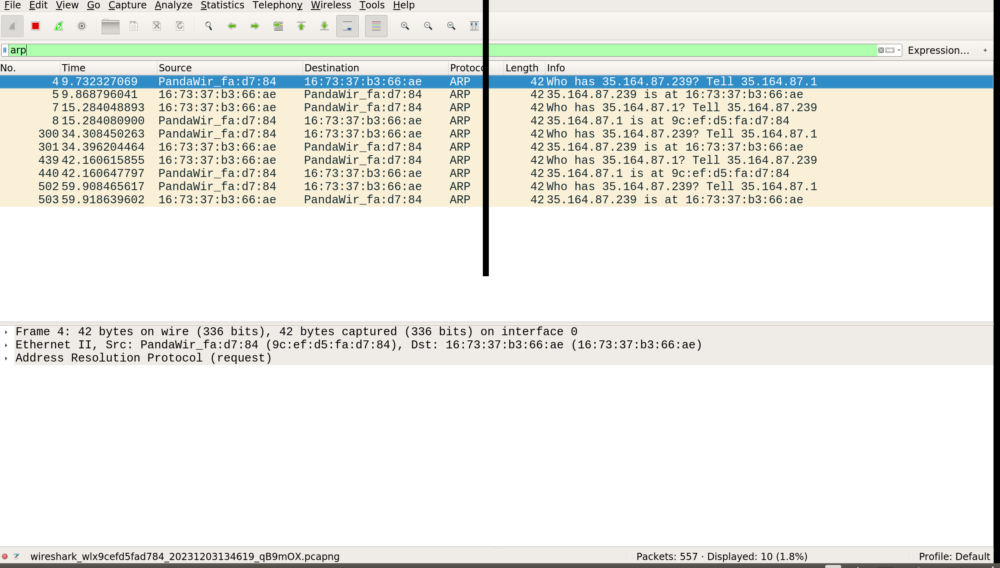 File Edit View Go Capture Analyze Statistics Telephony Wireless Tools Help
arp
Expression... +
No. Time Source Destination Protoco Length Info
4 9.732327069 PandaWir_fa:d7:84 16:73:37:b3:66:ae ARP 42 Who has 35.164.87.239? Tell 35.164.87.1
5 9.868796041 16:73:37:b3:66:ae PandaWir_fa:d7:84 ARP 42 35.164.87.239 is at 16:73:37:b3:66:ae
7 15.284048893 16:73:37:b3:66:ae PandaWir_fa:d7:84 ARP 42 Who has 35.164.87.1? Tell 35.164.87.239
8 15.284080900 PandaWir_fa:d7:84 16:73:37:b3:66:ae ARP 42 35.164.87.1 is at 9c:ef:d5:fa:d7:84
300 34.308450263 PandaWir_fa:d7:84 16:73:37:b3:66:ae ARP 42 Who has 35.164.87.239? Tell 35.164.87.1
301 34.396204464 16:73:37:b3:66:ae PandaWir_fa:d7:84 ARP 42 35.164.87.239 is at 16:73:37:b3:66:ae
439 42.160615855 16:73:37:b3:66:ae PandaWir_fa:d7:84 ARP 42 Who has 35.164.87.1? Tell 35.164.87.239
440 42.160647797 PandaWir_fa:d7:84 16:73:37:b3:66:ae ARP 42 35.164.87.1 is at 9c:ef:d5:fa:d7:84
502 59.908465617 PandaWir_fa:d7:84 16:73:37:b3:66:ae ARP 42 Who has 35.164.87.239? Tell 35.164.87.1
503 59.918639602 16:73:37:b3:66:ae PandaWir_fa:d7:84 ARP 42 35.164.87.239 is at 16:73:37:b3:66:ae
Frame 4: 42 bytes on wire (336 bits), 42 bytes captured (336 bits) on interface 0
Ethernet II, Src: PandaWir_fa:d7:84 (9c:ef:d5:fa:d7:84), Dst: 16:73:37:b3:66:ae (16:73:37:b3:66:ae)
Address Resolution Protocol (request)
wireshark_wlx9cefd5fad784_20231203134619_qB9mOX.pcapng Packets: 557 · Displayed: 10 (1.8%) Profile: Default